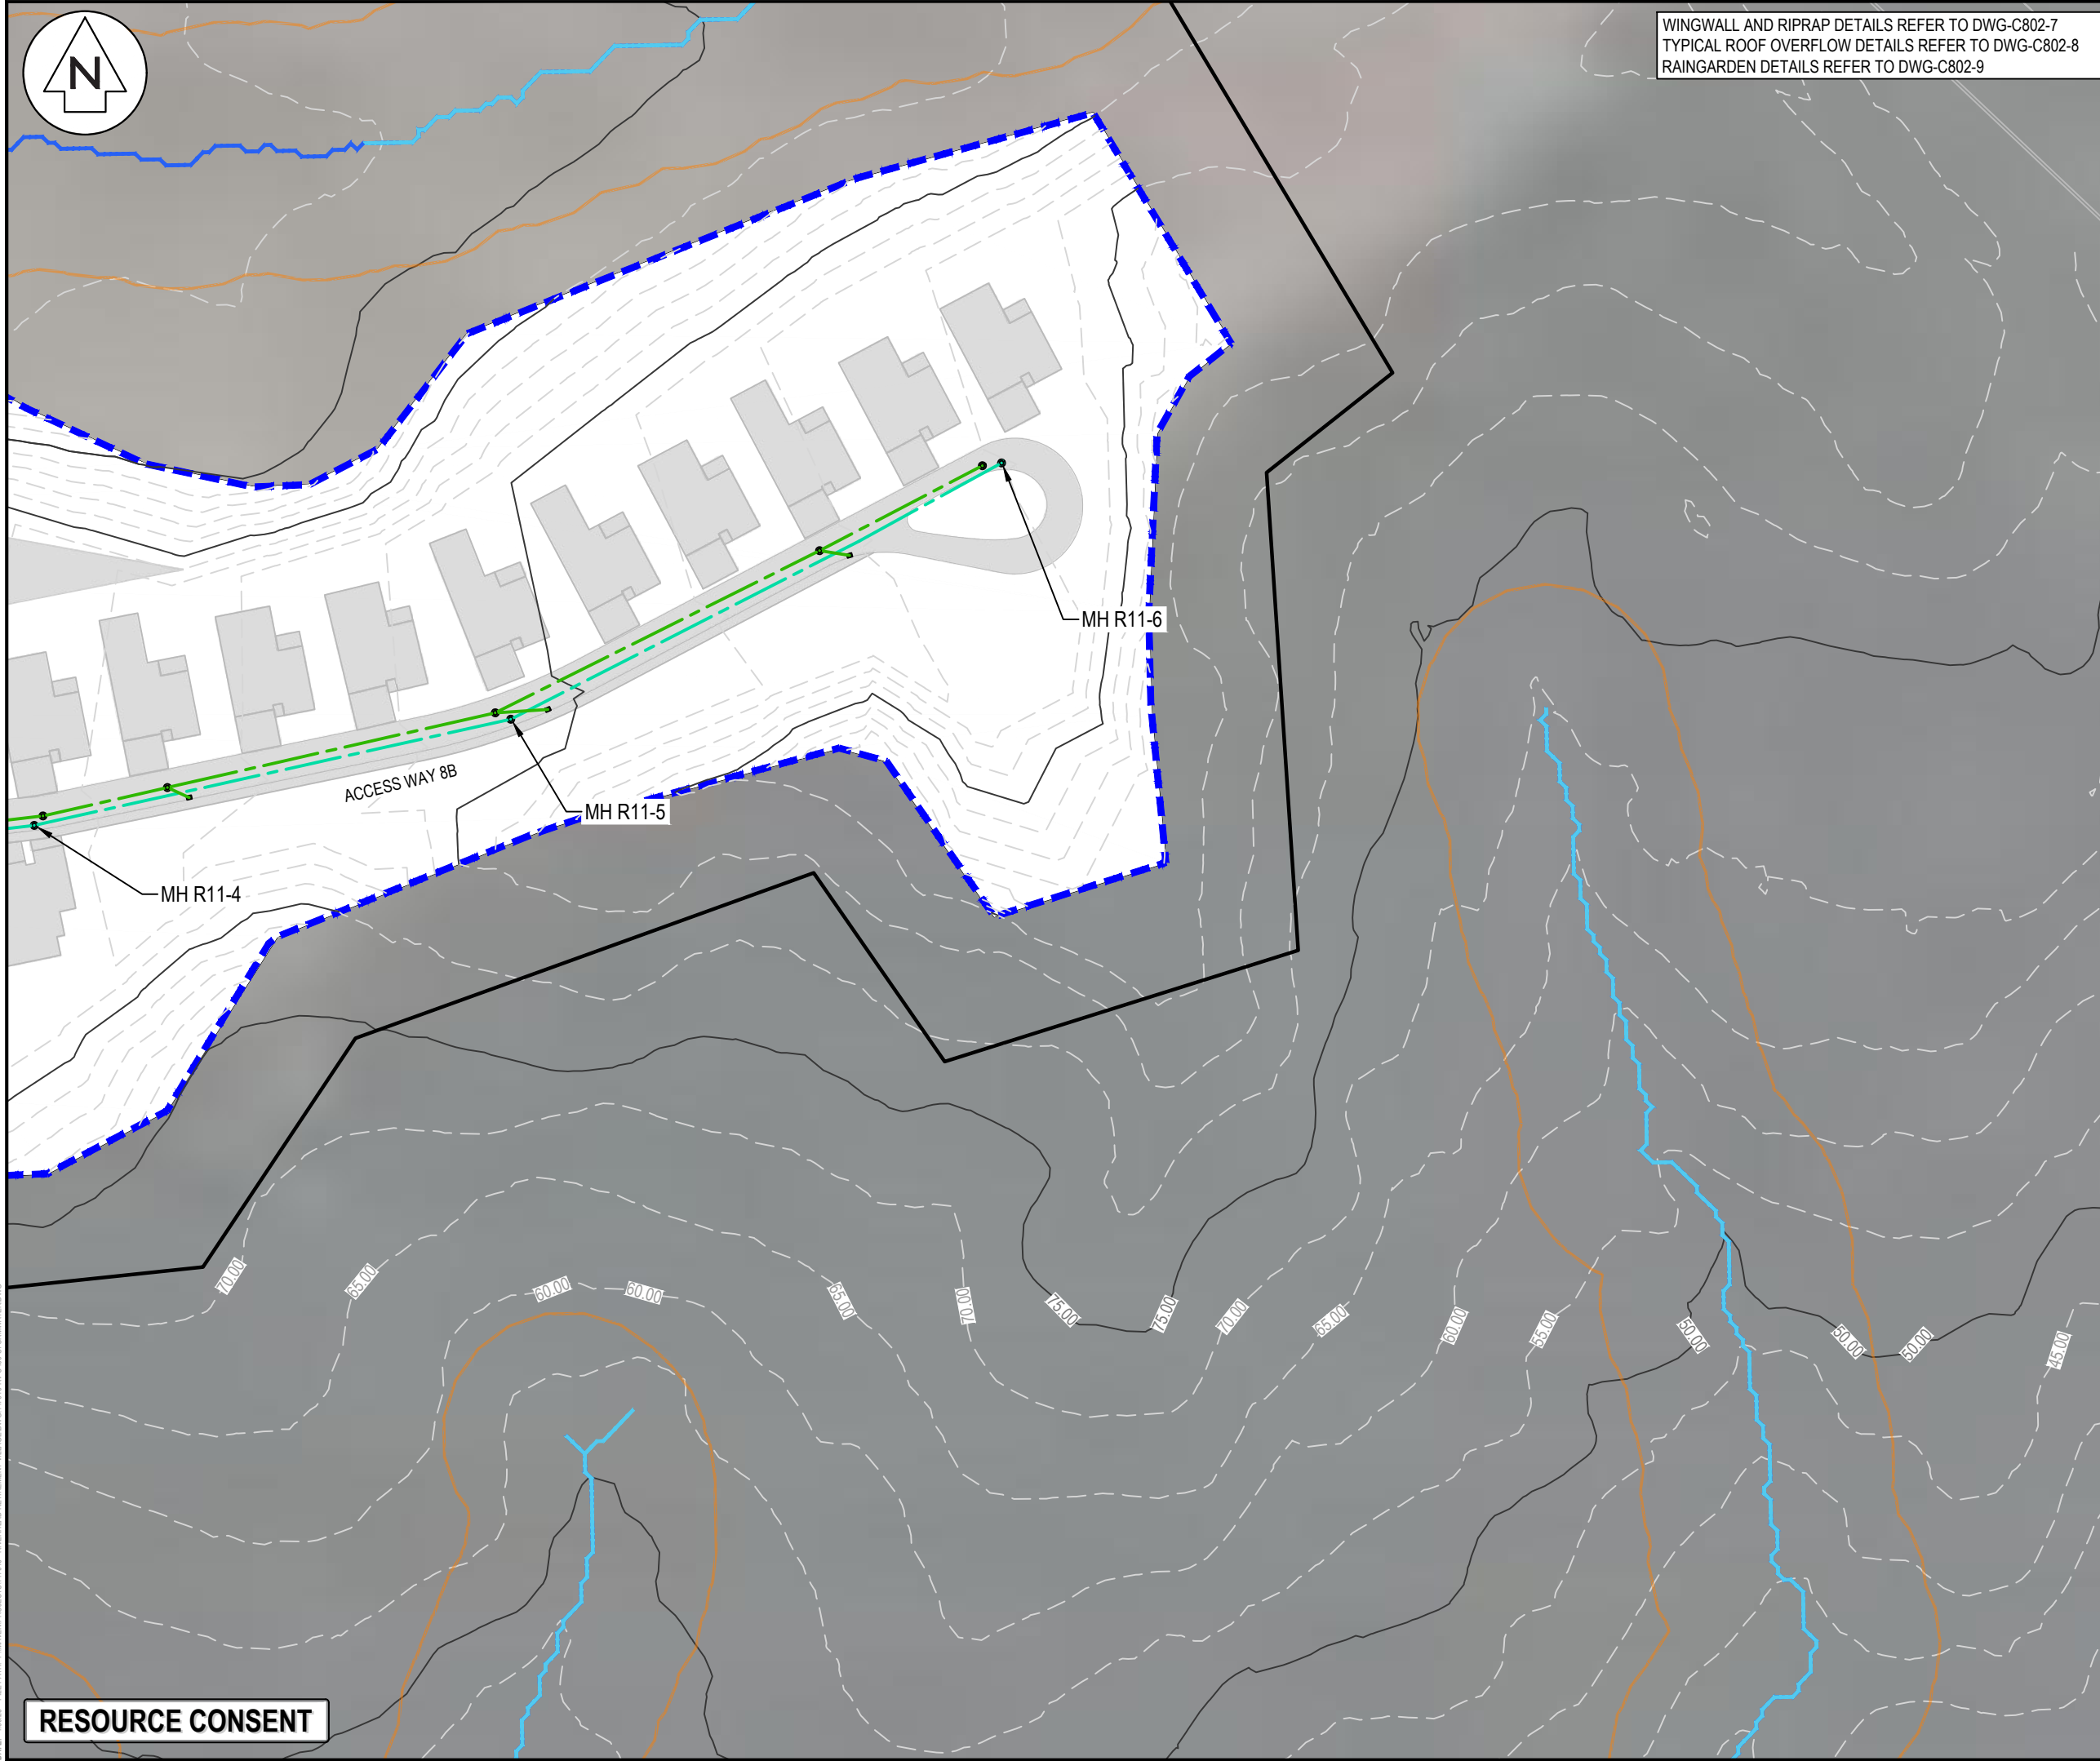 N
WINGWALL AND RIPRAP DETAILS REFER TO DWG-C802-7
TYPICAL ROOF OVERFLOW DETAILS REFER TO DWG-C802-8
RAINGARDEN DETAILS REFER TO DWG-C802-9
MH R11-6
ACCESS WAY 8B
MH R11-5
MH R11-4
70.00
65.00
60.00
60.00
65.00
70.00
75.00
75.00
70.00
65.00
60.00
55.00
50.00
50.00
50.00
45.00
RESOURCE CONSENT